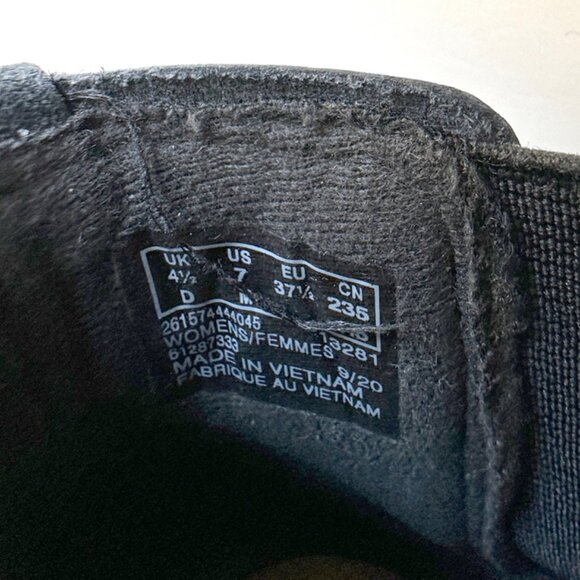 UK US EU CN
4½ 7 37½ 235
D M
261574444045 13281
WOMENS/FEMMES
61287333 9/20
MADE IN VIETNAM
FABRIQUE AU VIETNAM